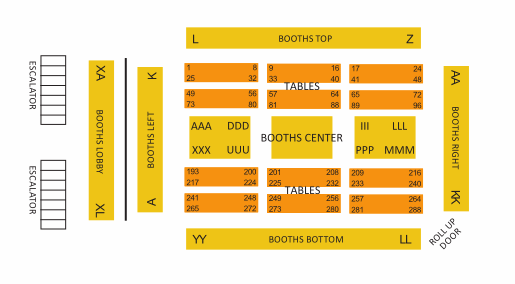 L BOOTHS TOP Z
1 8 9 16 17 24
25 32 33 40 41 48
TABLES
49 56 57 64 65 72
73 80 81 88 89 96
ESCALATOR
ESCALATOR
XA BOOTHS LOBBY XL
K BOOTHS LEFT A
AAA DDD III LLL
BOOTHS CENTER
XXX UUU PPP MMM
AA BOOTHS RIGHT KK
193 200 201 208 209 216
217 224 225 232 233 240
TABLES
241 248 249 256 257 264
265 272 273 280 281 288
YY BOOTHS BOTTOM LL
ROLL UP
DOOR